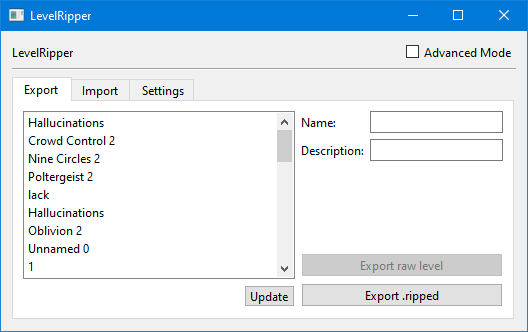 LevelRipper
LevelRipper
Advanced Mode
Export
Import
Settings
Hallucinations
Crowd Control 2
Nine Circles 2
Poltergeist 2
lack
Hallucinations
Oblivion 2
Unnamed 0
1
Name:
Description:
Export raw level
Update
Export .ripped